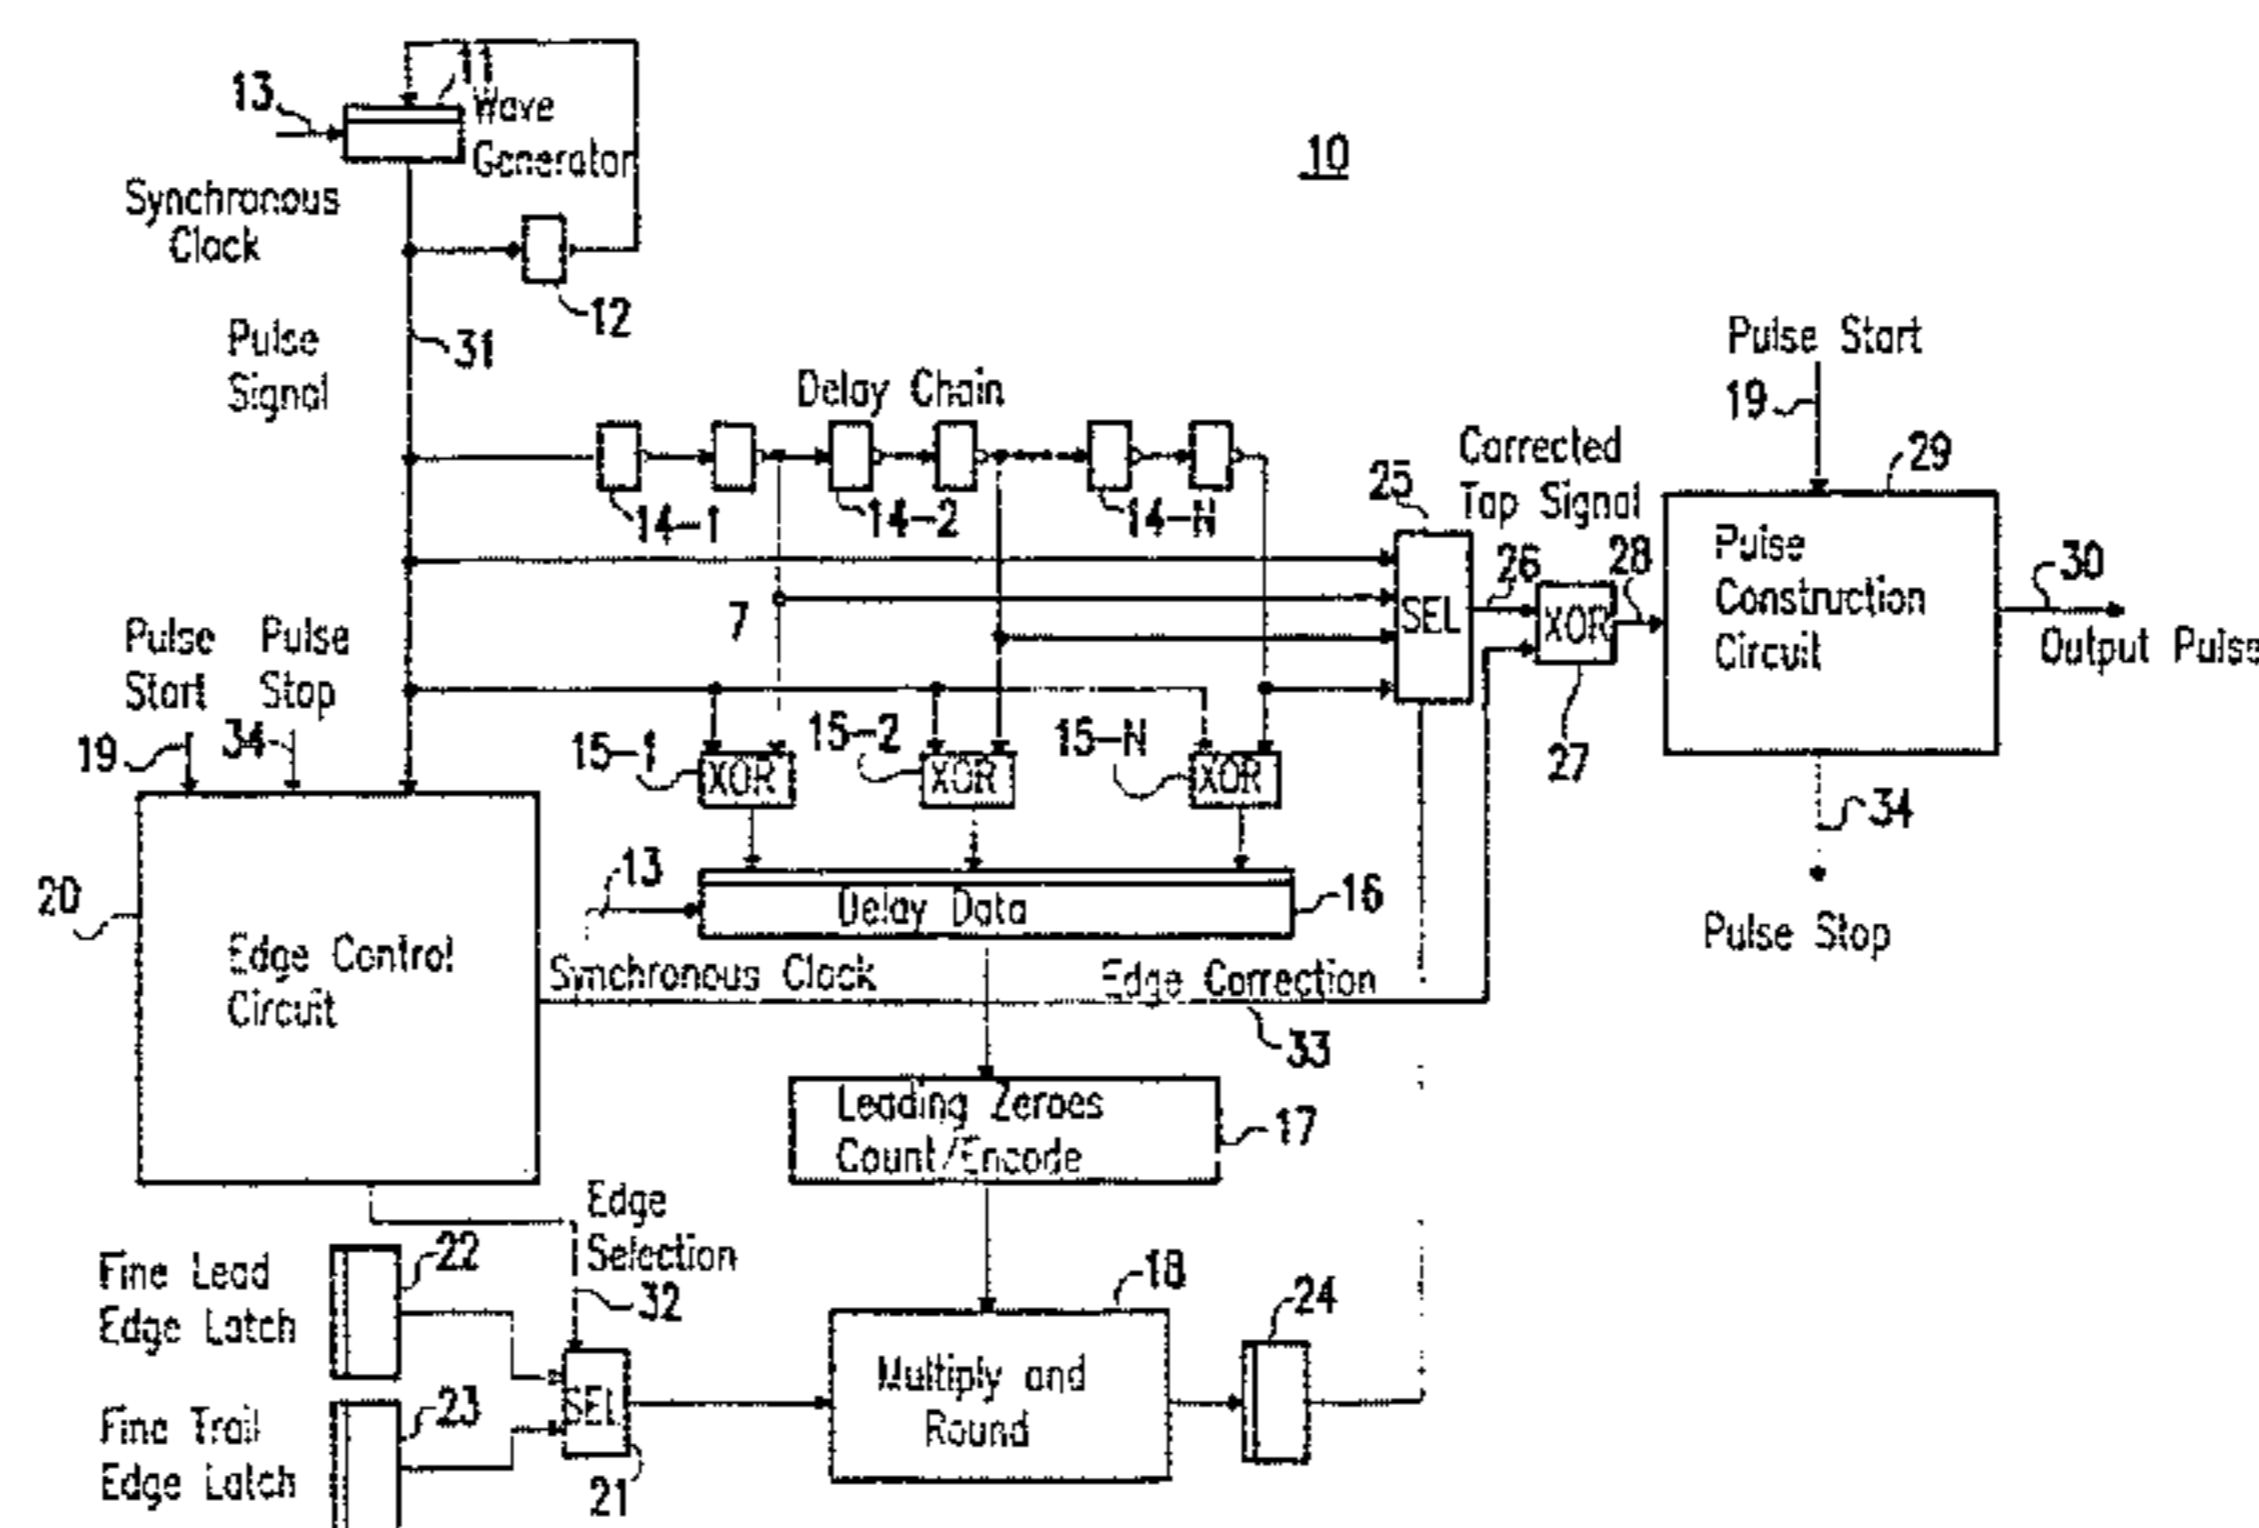 11
13
Wave
Generator
10
Synchronous
Clock
12
Pulse
Signal
31
Pulse Start
19
Delay Chain
14-1
14-2
14-N
25
Corrected
Tap Signal
26
28
29
SEL
XOR
27
Pulse
Construction
Circuit
30
Output Pulse
7
Pulse
Start
Pulse
Stop
19
34
15-1
15-2
15-N
XOR
XOR
XOR
34
Pulse Stop
20
Edge Control
Circuit
13
Delay Data
16
Synchronous Clock
Edge Correction
33
Leading Zeroes
Count/Encode
17
Edge
Selection
32
Fine Lead
Edge Latch
22
18
24
Fine Trail
Edge Latch
23
SEL
21
Multiply and
Round